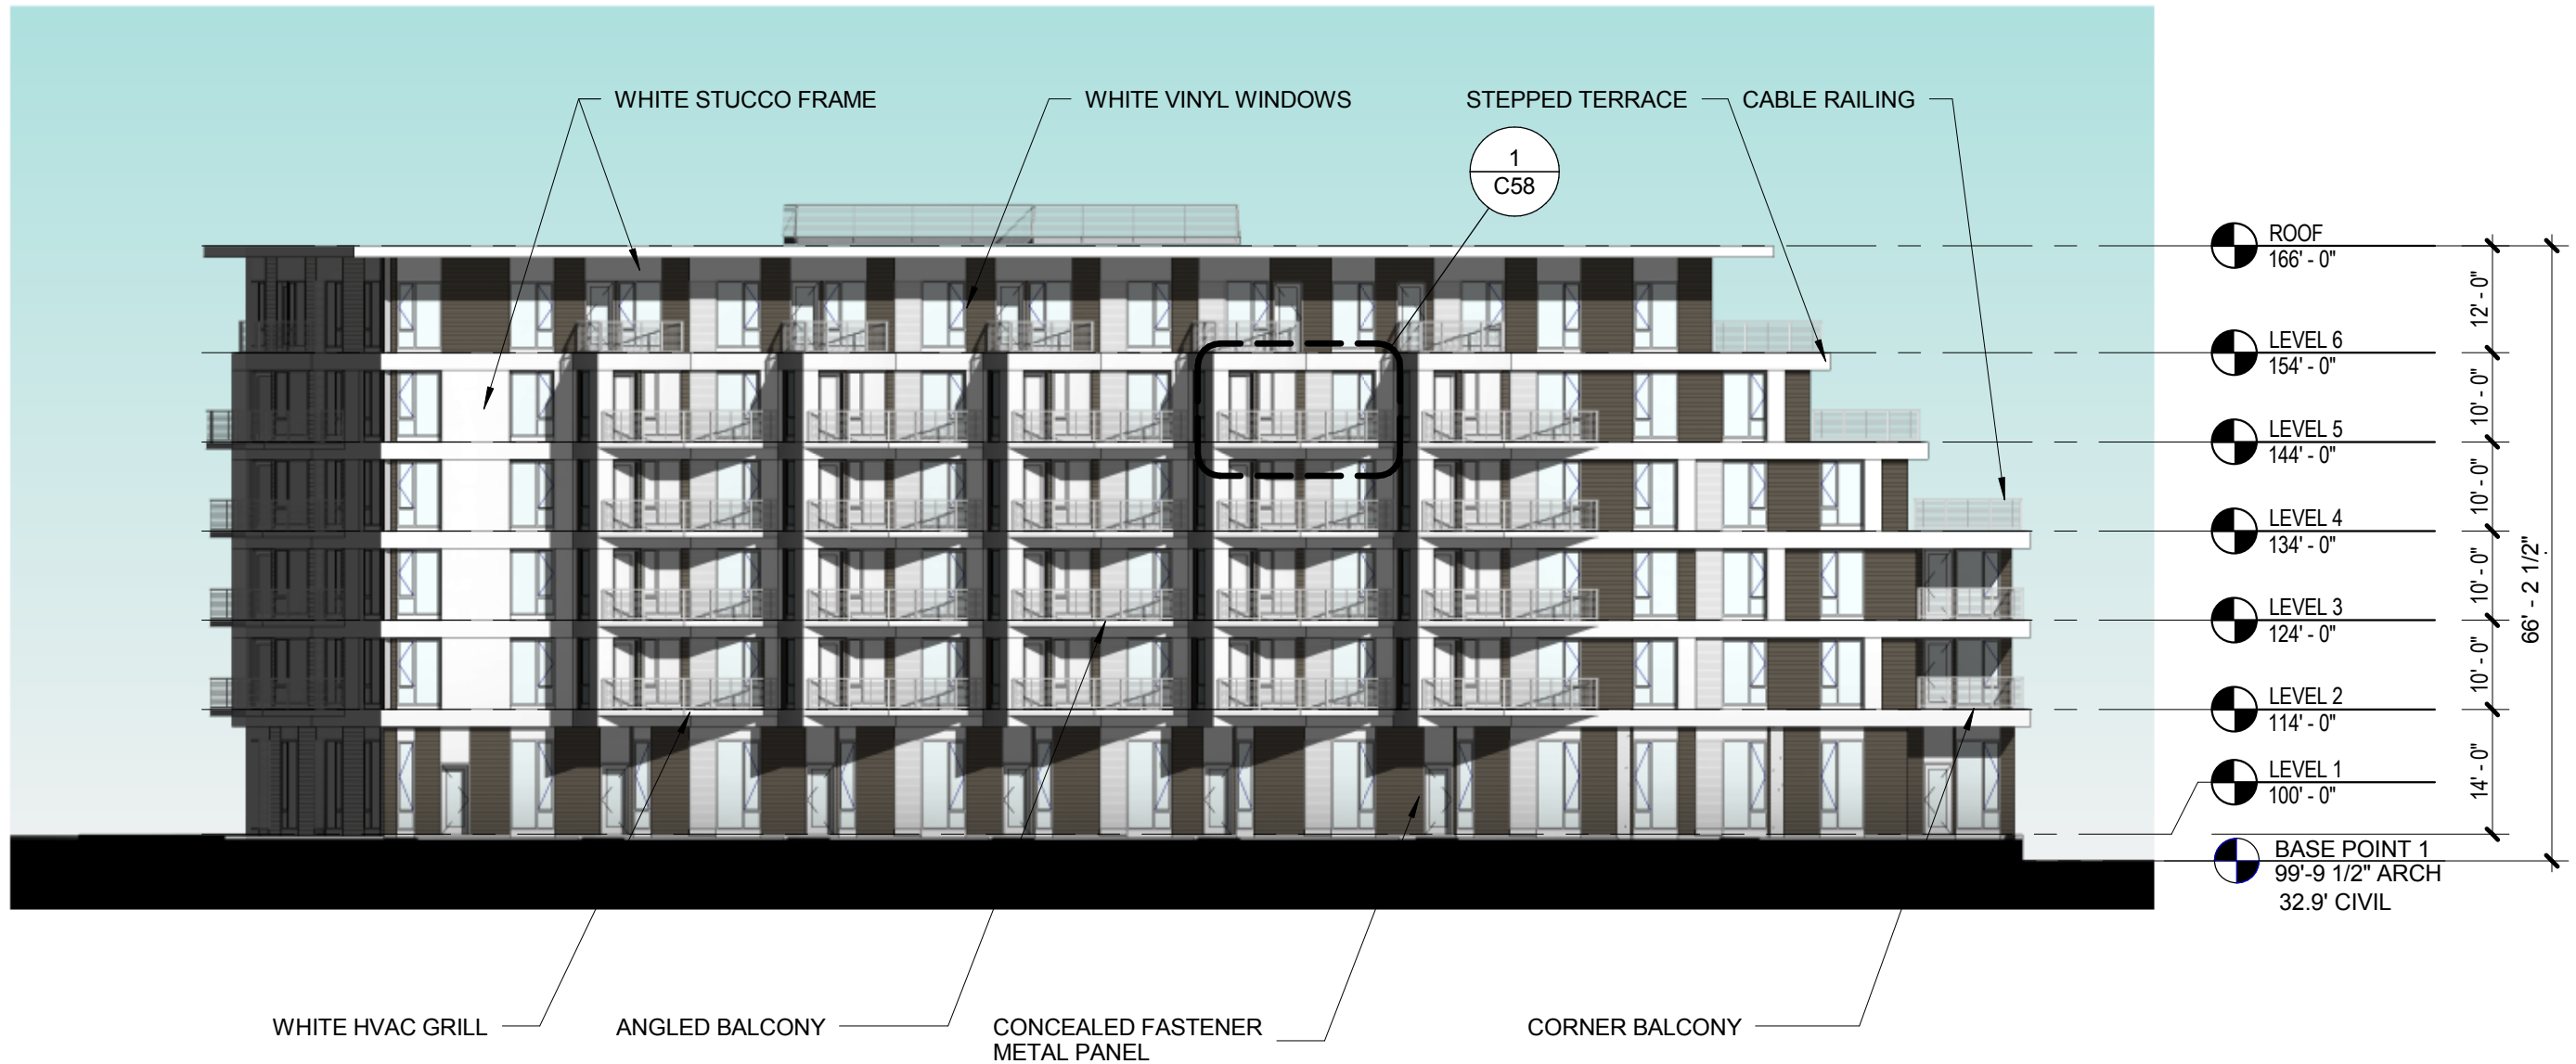 WHITE STUCCO FRAME
WHITE VINYL WINDOWS
STEPPED TERRACE
CABLE RAILING
1
C58
ROOF
166' - 0"
12' - 0"
LEVEL 6
154' - 0"
10' - 0"
LEVEL 5
144' - 0"
10' - 0"
LEVEL 4
134' - 0"
10' - 0"
66' - 2 1/2"
LEVEL 3
124' - 0"
10' - 0"
LEVEL 2
114' - 0"
14' - 0"
LEVEL 1
100' - 0"
BASE POINT 1
99'-9 1/2" ARCH
32.9' CIVIL
WHITE HVAC GRILL
ANGLED BALCONY
CONCEALED FASTENER
METAL PANEL
CORNER BALCONY